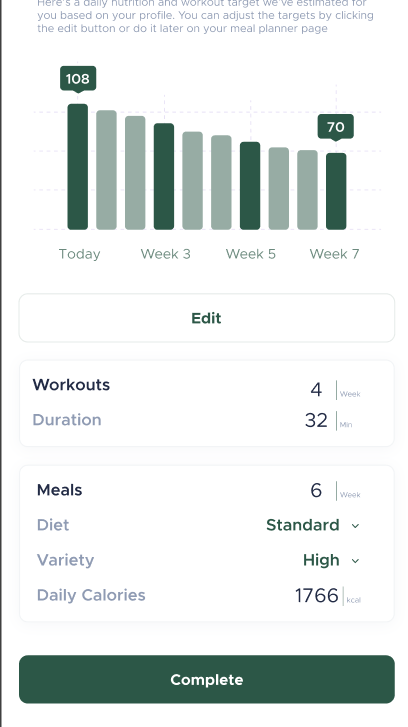 Here's a daily nutrition and workout target we've estimated for
you based on your profile. You can adjust the targets by clicking
the edit button or do it later on your meal planner page
108
70
Today Week 3 Week 5 Week 7
Edit
Workouts 4 Week
Duration 32 Min
Meals 6 Week
Diet Standard
Variety High
Daily Calories 1766 kcal
Complete